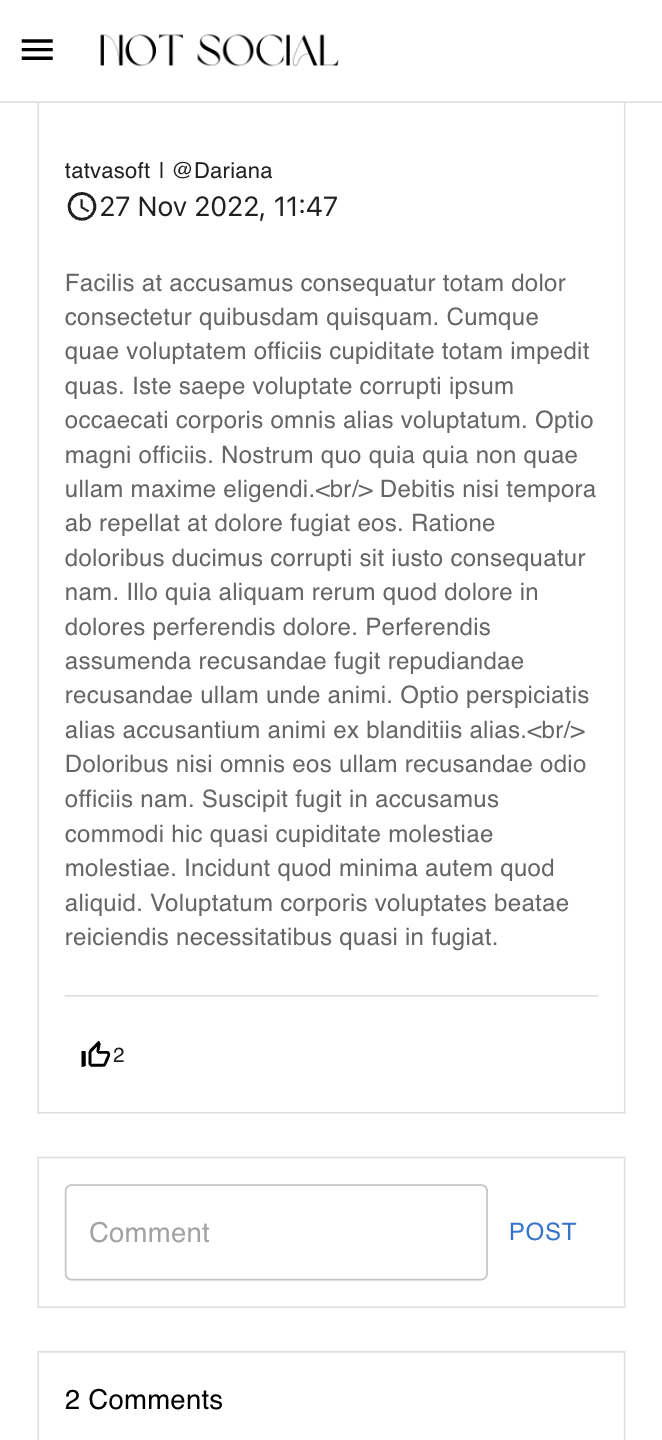 NOT SOCIAL
tatvasoft | @Dariana
27 Nov 2022, 11:47
Facilis at accusamus consequatur totam dolor
consectetur quibusdam quisquam. Cumque
quae voluptatem officiis cupiditate totam impedit
quas. Iste saepe voluptate corrupti ipsum
occaecati corporis omnis alias voluptatum. Optio
magni officiis. Nostrum quo quia quia non quae
ullam maxime eligendi.<br/> Debitis nisi tempora
ab repellat at dolore fugiat eos. Ratione
doloribus ducimus corrupti sit iusto consequatur
nam. Illo quia aliquam rerum quod dolore in
dolores perferendis dolore. Perferendis
assumenda recusandae fugit repudiandae
recusandae ullam unde animi. Optio perspiciatis
alias accusantium animi ex blanditiis alias.<br/>
Doloribus nisi omnis eos ullam recusandae odio
officiis nam. Suscipit fugit in accusamus
commodi hic quasi cupiditate molestiae
molestiae. Incidunt quod minima autem quod
aliquid. Voluptatum corporis voluptates beatae
reiciendis necessitatibus quasi in fugiat.
2
Comment
POST
2 Comments